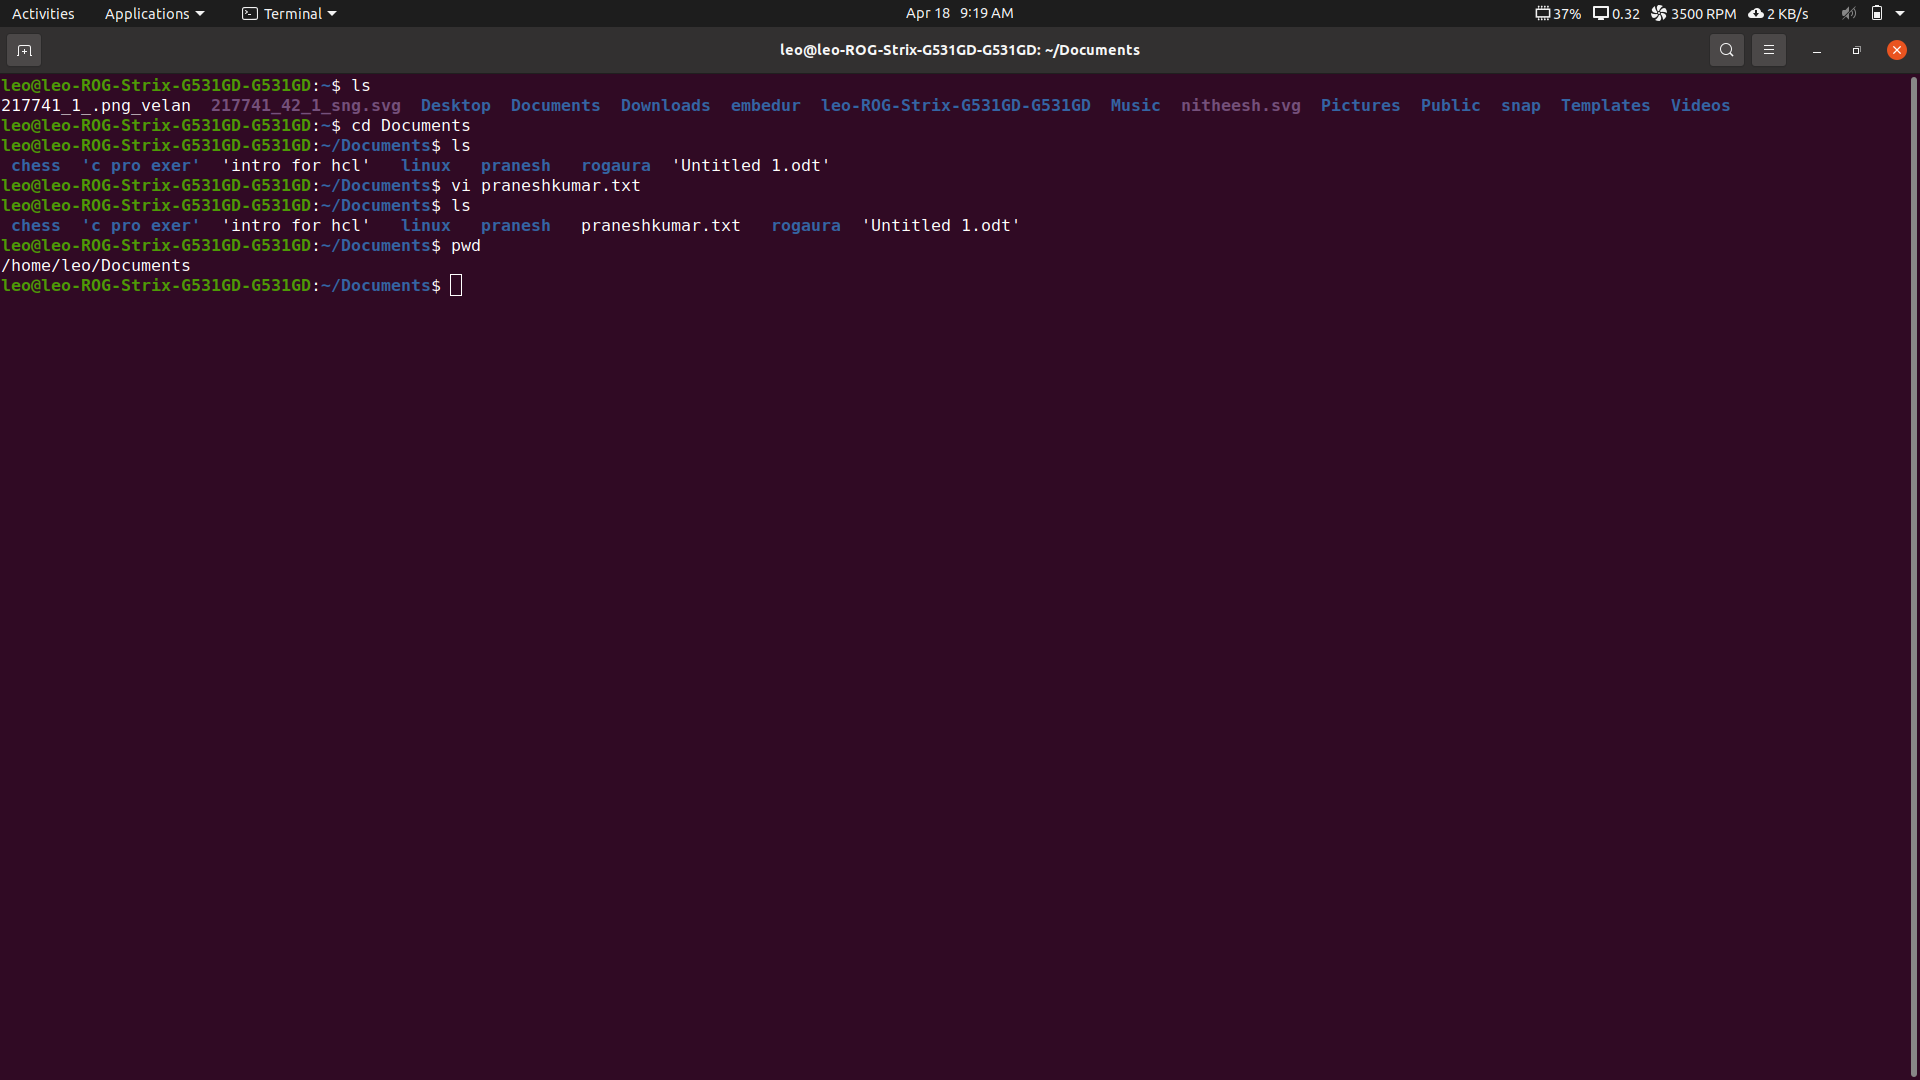 Activities Applications Terminal Apr 18 9:19 AM 37% 0.32 3500 RPM 2 KB/s
leo@leo-ROG-Strix-G531GD-G531GD: ~/Documents
leo@leo-ROG-Strix-G531GD-G531GD:~$ ls
217741_1_.png_velan 217741_42_1_sng.svg Desktop Documents Downloads embedur leo-ROG-Strix-G531GD-G531GD Music nitheesh.svg Pictures Public snap Templates Videos
leo@leo-ROG-Strix-G531GD-G531GD:~$ cd Documents
leo@leo-ROG-Strix-G531GD-G531GD:~/Documents$ ls
chess 'c pro exer' 'intro for hcl' linux pranesh rogaura 'Untitled 1.odt'
leo@leo-ROG-Strix-G531GD-G531GD:~/Documents$ vi praneshkumar.txt
leo@leo-ROG-Strix-G531GD-G531GD:~/Documents$ ls
chess 'c pro exer' 'intro for hcl' linux pranesh praneshkumar.txt rogaura 'Untitled 1.odt'
leo@leo-ROG-Strix-G531GD-G531GD:~/Documents$ pwd
/home/leo/Documents
leo@leo-ROG-Strix-G531GD-G531GD:~/Documents$